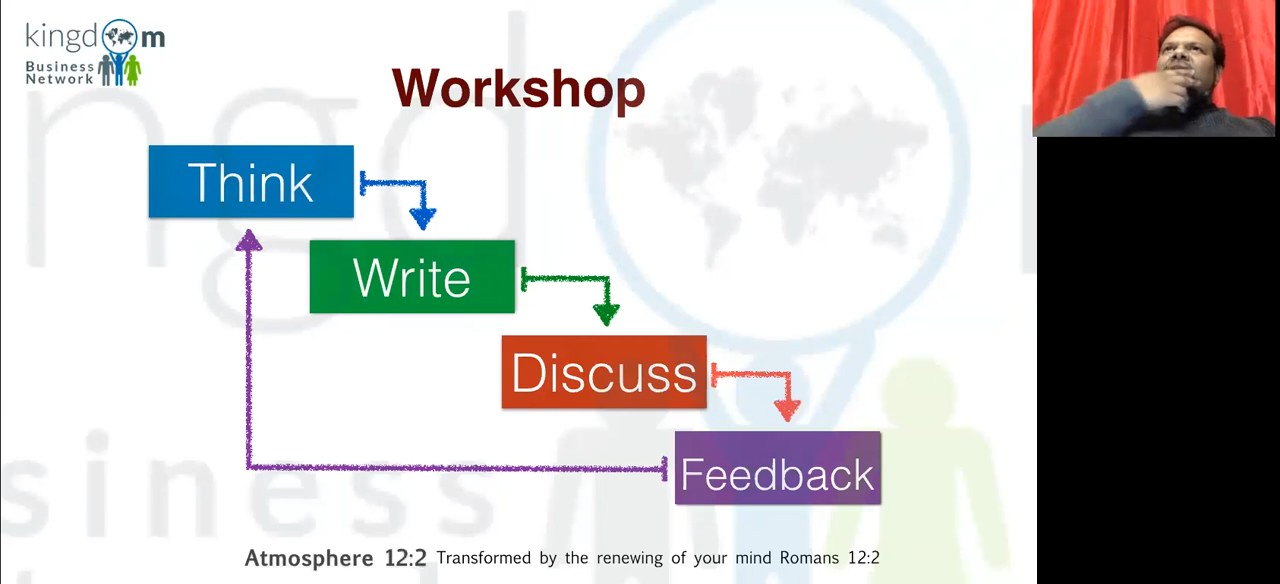 kingdom
Business
Network
Workshop
Think
Write
Discuss
Feedback
Atmosphere 12:2 Transformed by the renewing of your mind Romans 12:2